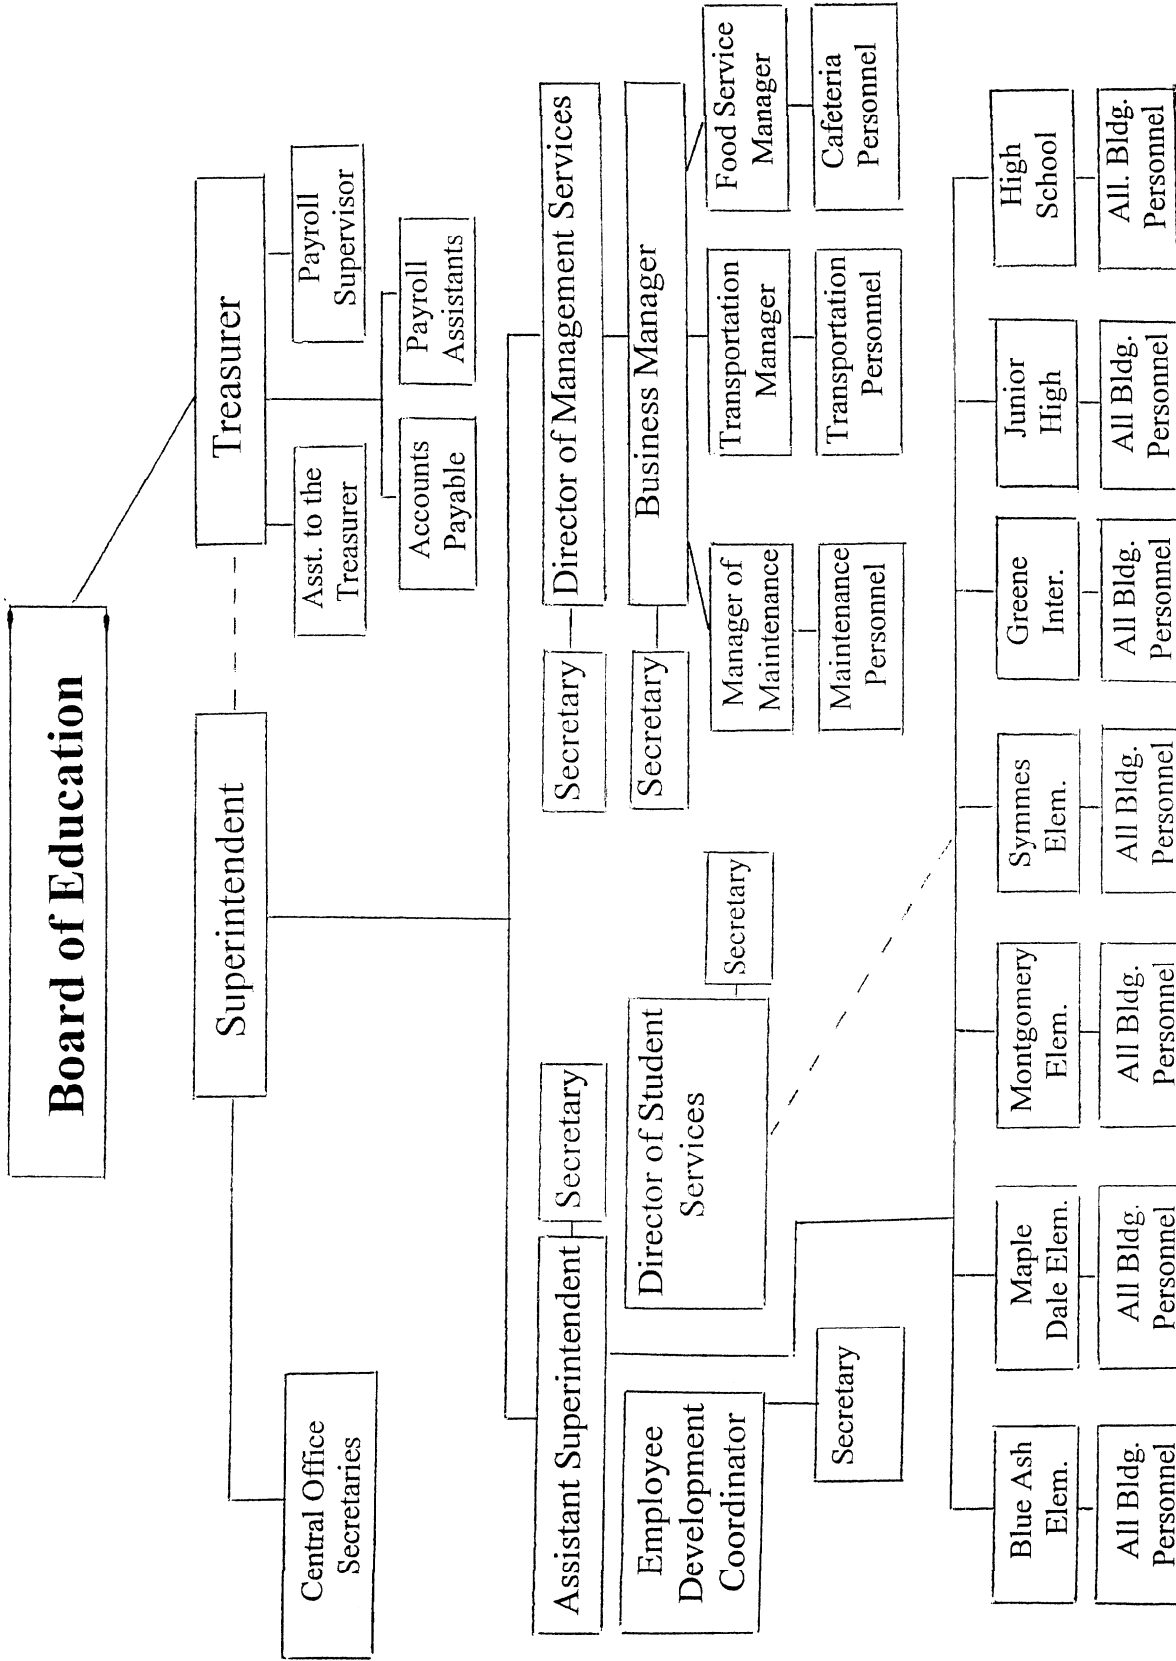 Board of Education
Superintendent
Treasurer
Central Office
Secretaries
Asst. to the
Treasurer
Payroll
Supervisor
Accounts
Payable
Payroll
Assistants
Assistant Superintendent
Secretary
Secretary
Director of Management Services
Employee
Development
Coordinator
Director of Student
Services
Secretary
Business Manager
Secretary
Secretary
Manager of
Maintenance
Transportation
Manager
Food Service
Manager
Maintenance
Personnel
Transportation
Personnel
Cafeteria
Personnel
Blue Ash
Elem.
Maple
Dale Elem.
Montgomery
Elem.
Symmes
Elem.
Greene
Inter.
Junior
High
High
School
All Bldg.
Personnel
All Bldg.
Personnel
All Bldg.
Personnel
All Bldg.
Personnel
All Bldg.
Personnel
All Bldg.
Personnel
All. Bldg.
Personnel